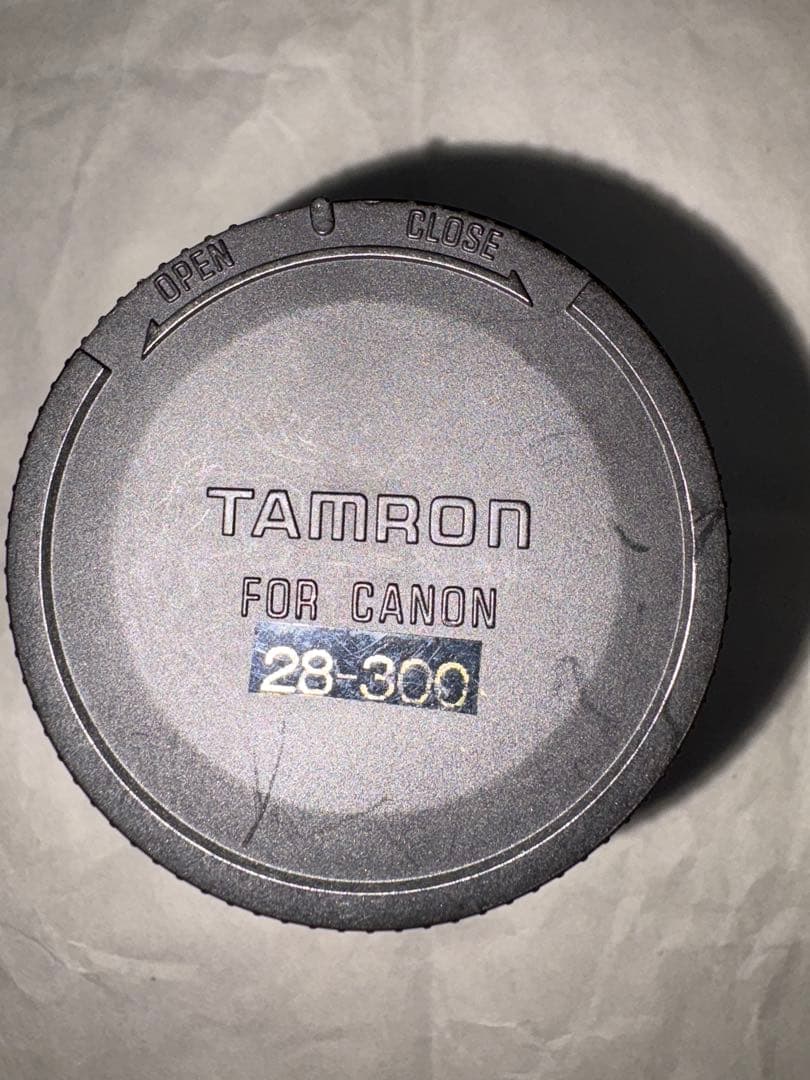 OPEN
CLOSE
TAMRON
FOR CANON
28-300